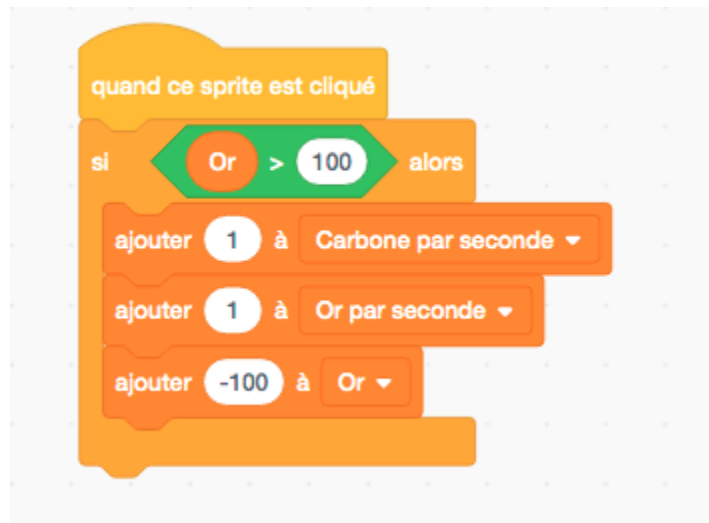 quand ce sprite est cliqué
si Or > 100 alors
ajouter 1 à Carbone par seconde
ajouter 1 à Or par seconde
ajouter -100 à Or